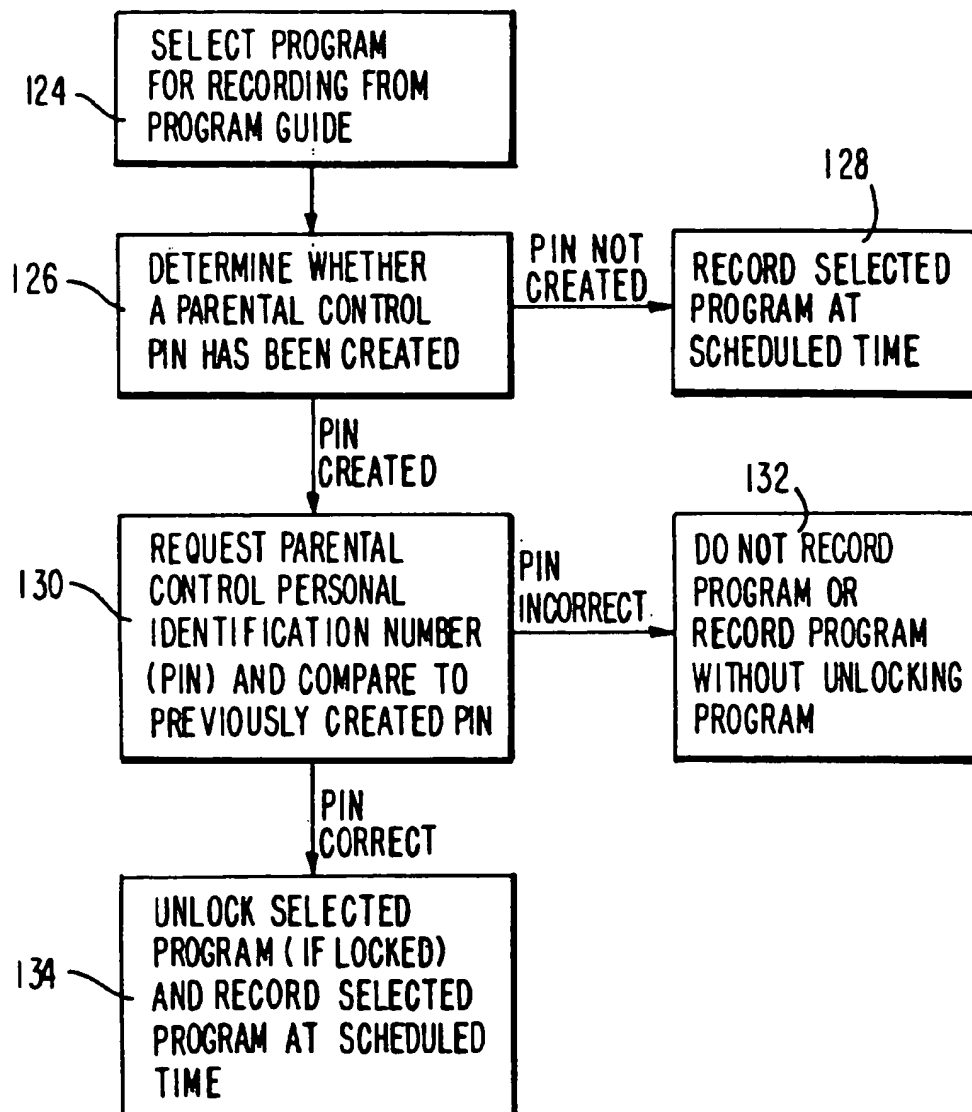 124
SELECT PROGRAM
FOR RECORDING FROM
PROGRAM GUIDE
126
DETERMINE WHETHER
A PARENTAL CONTROL
PIN HAS BEEN CREATED
PIN NOT
CREATED
128
RECORD SELECTED
PROGRAM AT
SCHEDULED TIME
PIN
CREATED
130
REQUEST PARENTAL
CONTROL PERSONAL
IDENTIFICATION NUMBER
(PIN) AND COMPARE TO
PREVIOUSLY CREATED PIN
PIN
INCORRECT
132
DO NOT RECORD
PROGRAM OR
RECORD PROGRAM
WITHOUT UNLOCKING
PROGRAM
PIN
CORRECT
134
UNLOCK SELECTED
PROGRAM (IF LOCKED)
AND RECORD SELECTED
PROGRAM AT SCHEDULED
TIME